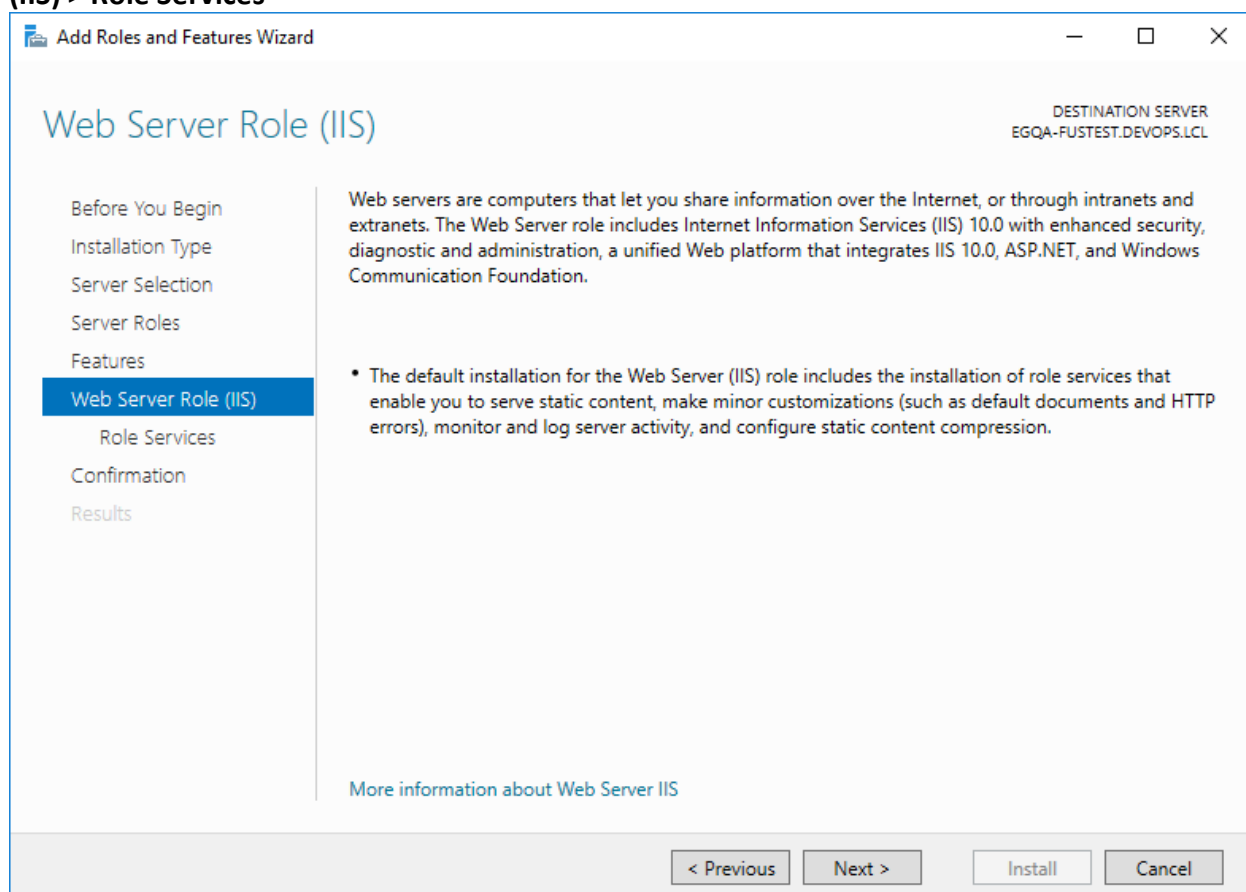 (IIS) > Role Services
Add Roles and Features Wizard
Web Server Role (IIS)
DESTINATION SERVER
EGQA-FUSTEST.DEVOPS.LCL
Before You Begin
Installation Type
Server Selection
Server Roles
Features
Web Server Role (IIS)
Role Services
Confirmation
Results
Web servers are computers that let you share information over the Internet, or through intranets and
extranets. The Web Server role includes Internet Information Services (IIS) 10.0 with enhanced security,
diagnostic and administration, a unified Web platform that integrates IIS 10.0, ASP.NET, and Windows
Communication Foundation.
• The default installation for the Web Server (IIS) role includes the installation of role services that
enable you to serve static content, make minor customizations (such as default documents and HTTP
errors), monitor and log server activity, and configure static content compression.
More information about Web Server IIS
< Previous
Next >
Install
Cancel